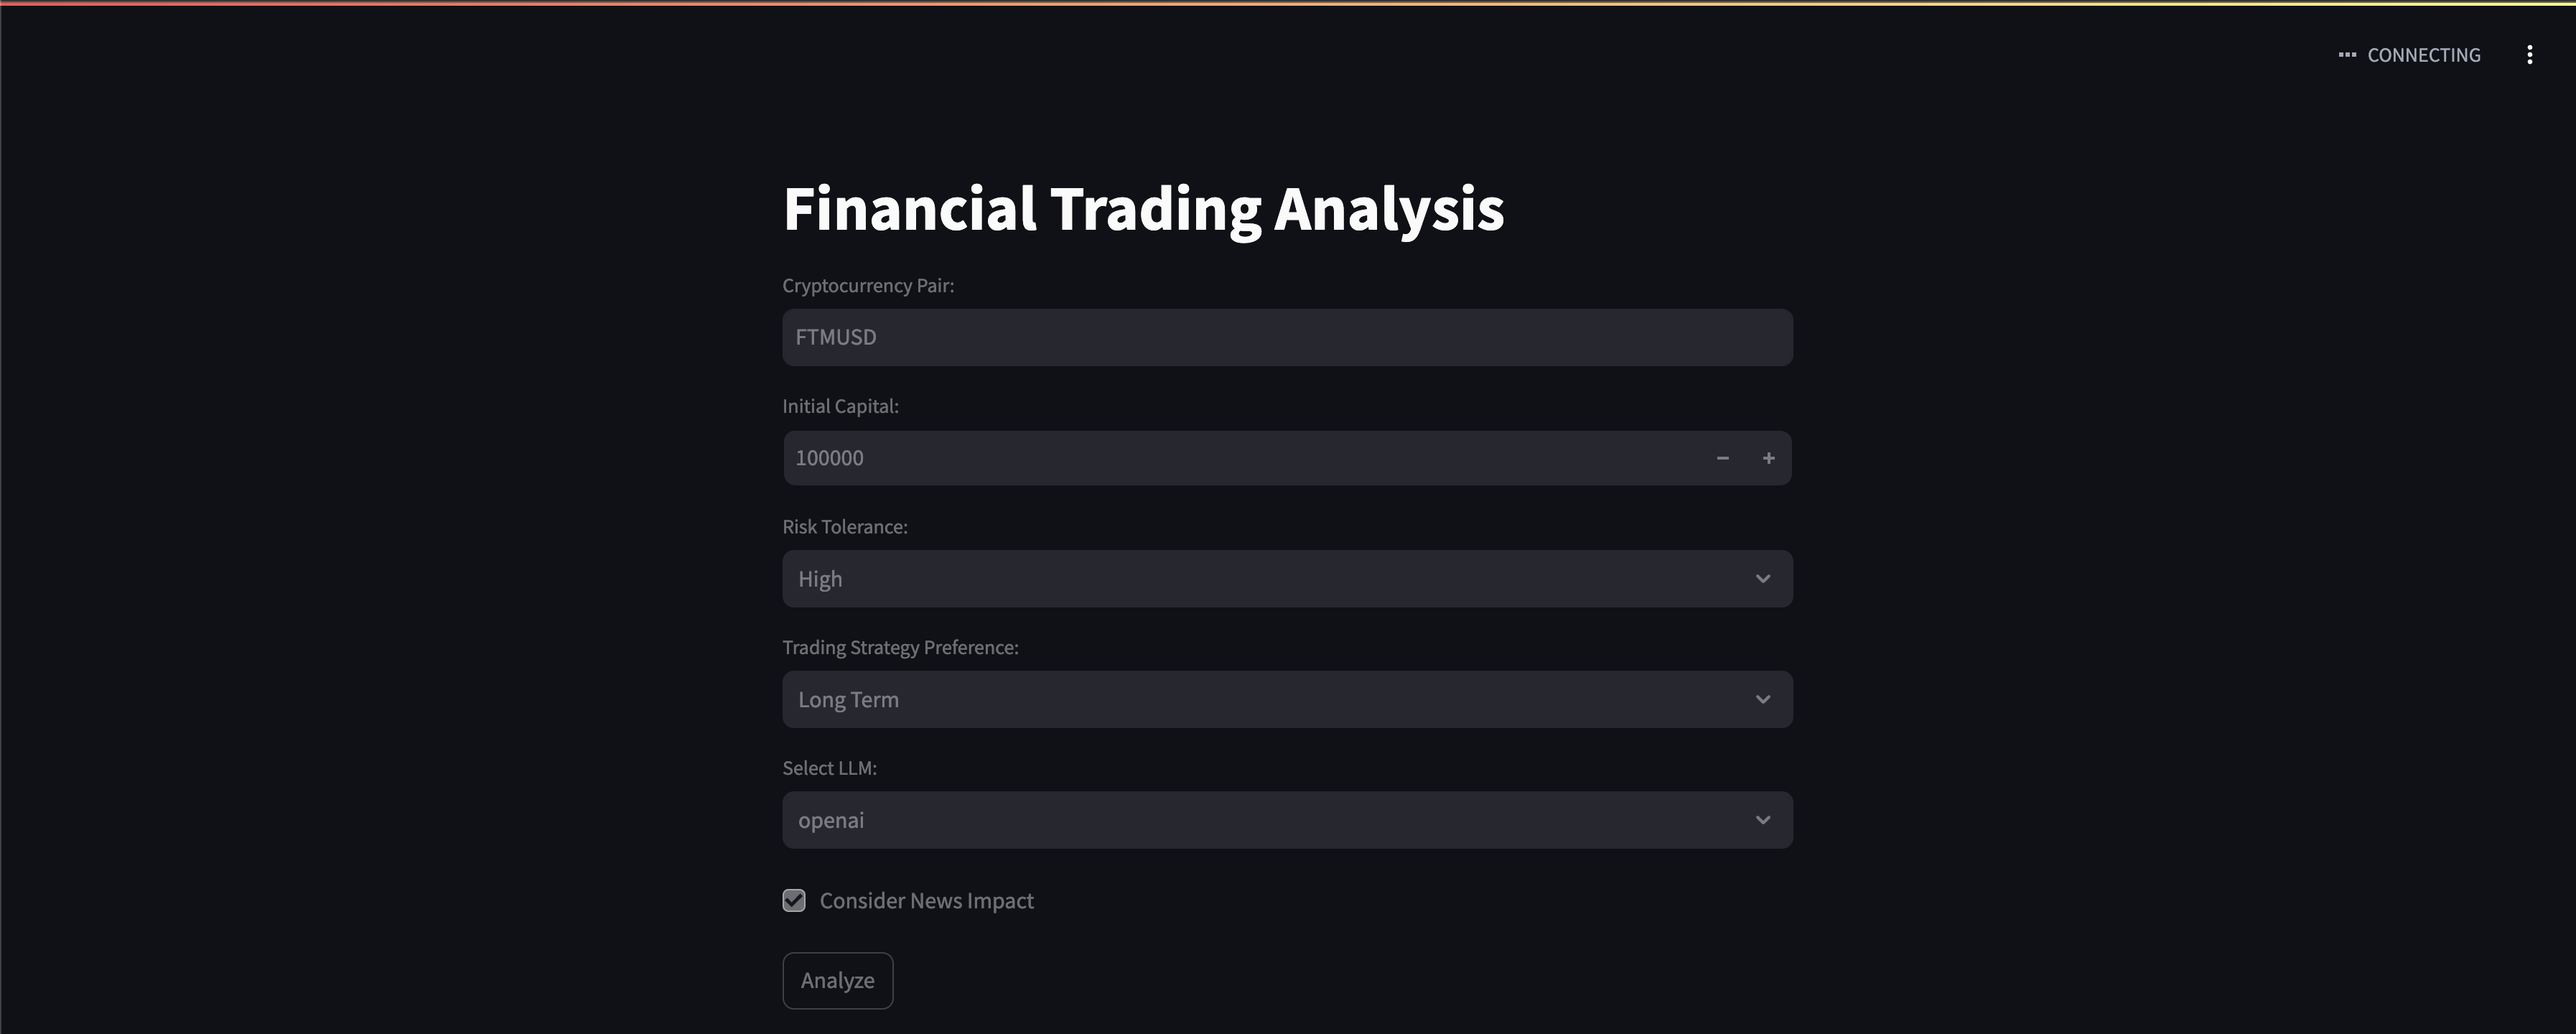 CONNECTING
Financial Trading Analysis
Cryptocurrency Pair:
FTMUSD
Initial Capital:
100000
Risk Tolerance:
High
Trading Strategy Preference:
Long Term
Select LLM:
openai
Consider News Impact
Analyze